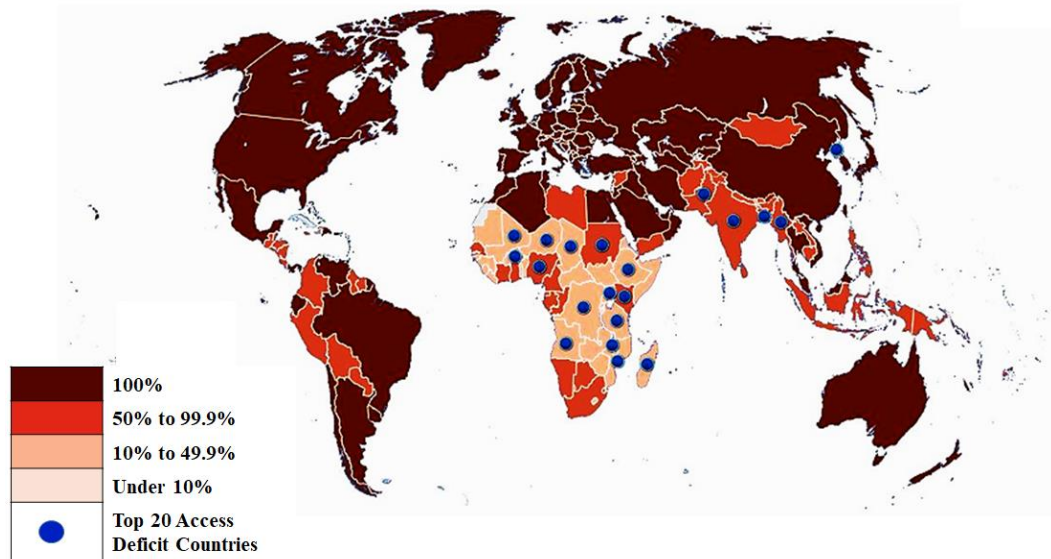 100%
50% to 99.9%
10% to 49.9%
Under 10%
Top 20 Access
Deficit Countries